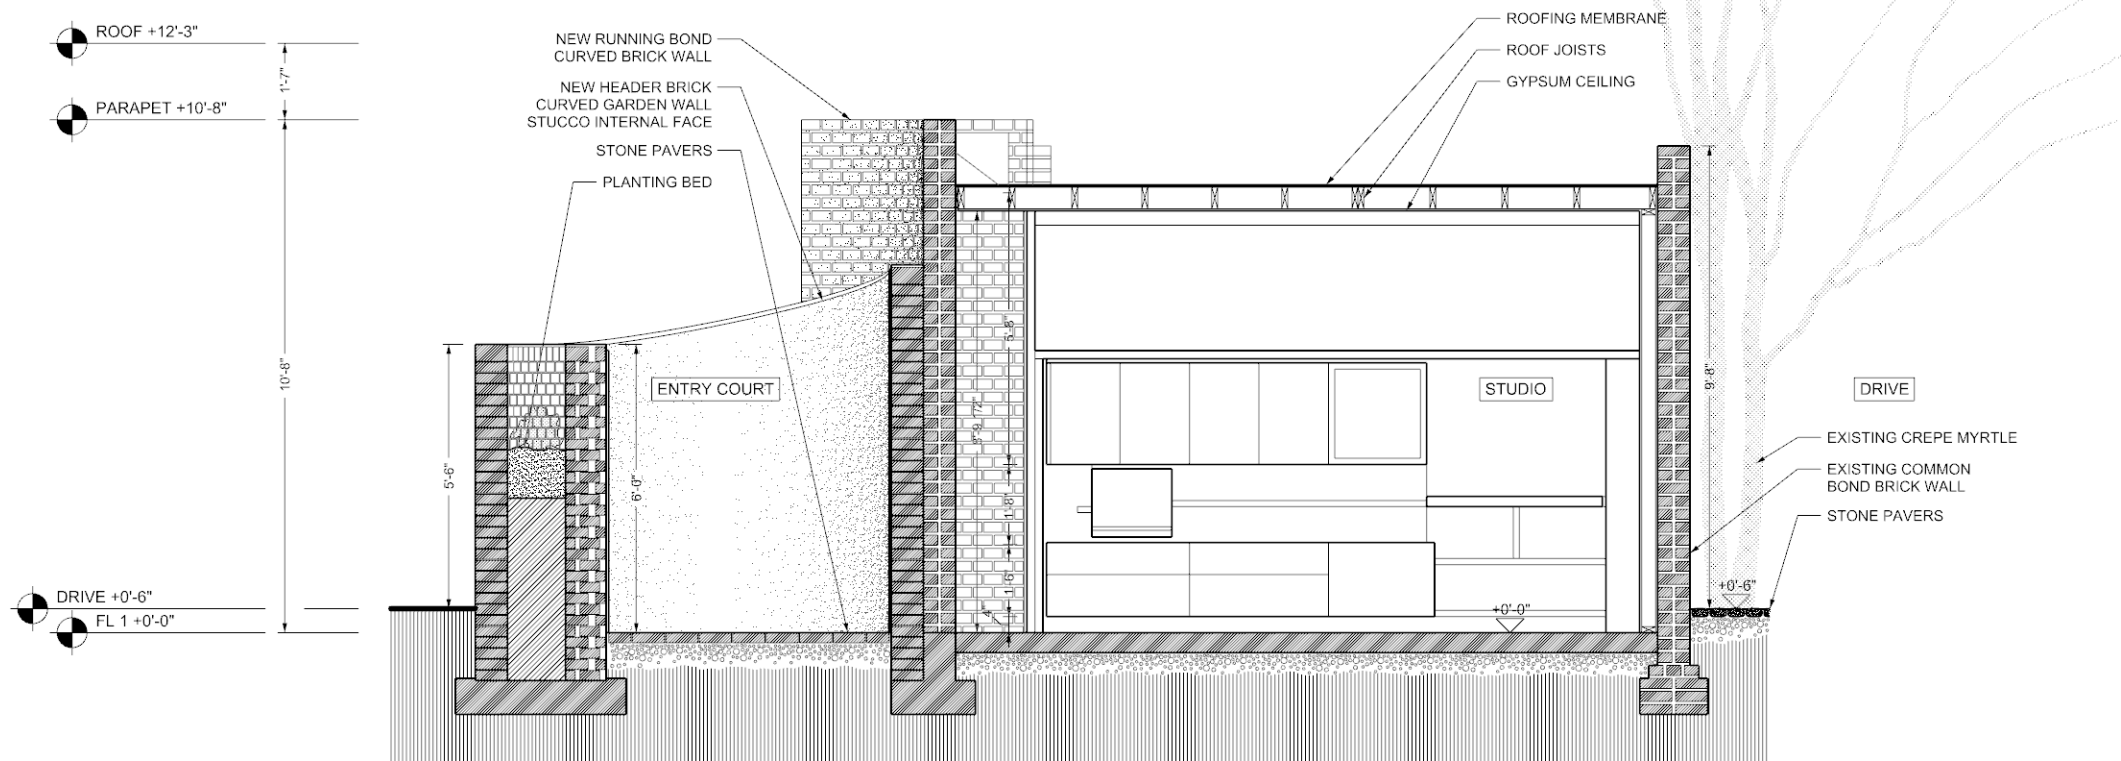 ROOF +12'-3"
1'-7"
PARAPET +10'-8"
10'-8"
DRIVE +0'-6"
FL 1 +0'-0"
NEW RUNNING BOND
CURVED BRICK WALL
NEW HEADER BRICK
CURVED GARDEN WALL
STUCCO INTERNAL FACE
STONE PAVERS
PLANTING BED
ROOFING MEMBRANE
ROOF JOISTS
GYPSUM CEILING
5'-6"
6'-0"
ENTRY COURT
5'-8"
1'-8"
1'-6"
4"
STUDIO
+0'-0"
9'-8"
+0'-6"
DRIVE
EXISTING CREPE MYRTLE
EXISTING COMMON
BOND BRICK WALL
STONE PAVERS